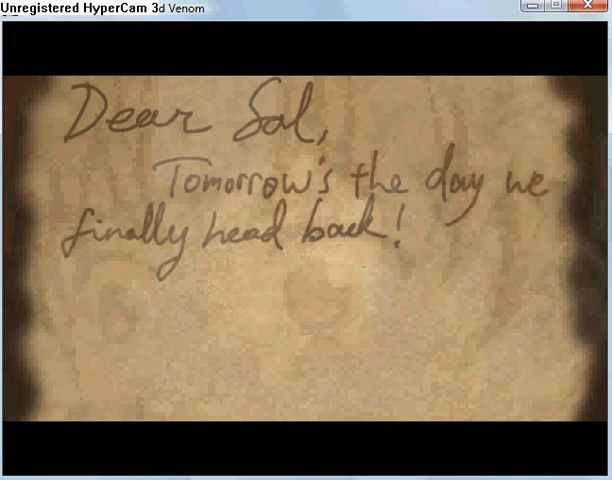 Unregistered HyperCam 3d Venom
Dear Sal,
Tomorrow's the day we
finally head back!